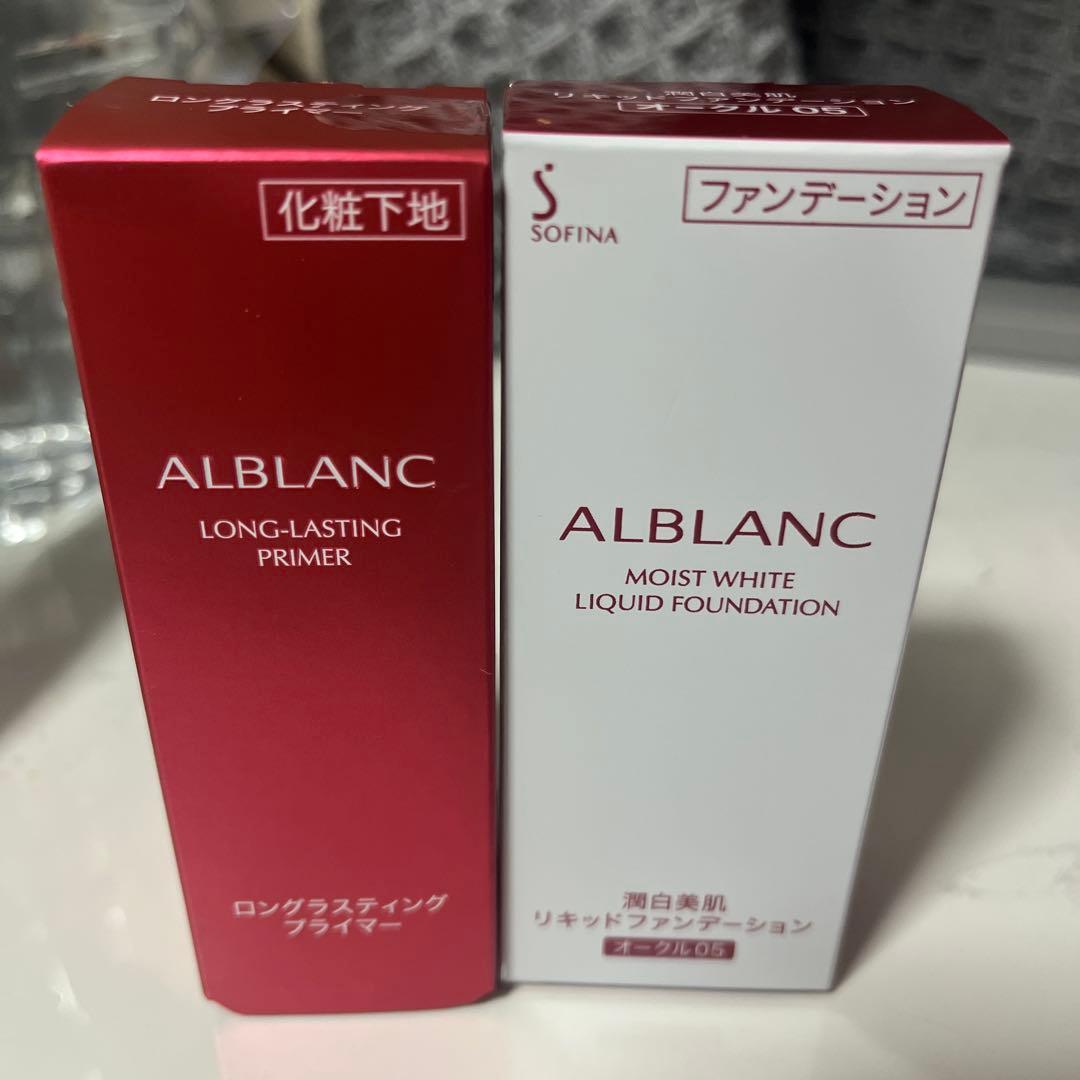 ロングラスティング
プライマー
化粧下地
ALBLANC
LONG-LASTING
PRIMER
ロングラスティング
プライマー
潤白美肌
リキッドファンデーション
オークル05
S
SOFINA
ファンデーション
ALBLANC
MOIST WHITE
LIQUID FOUNDATION
潤白美肌
リキッドファンデーション
オークル05